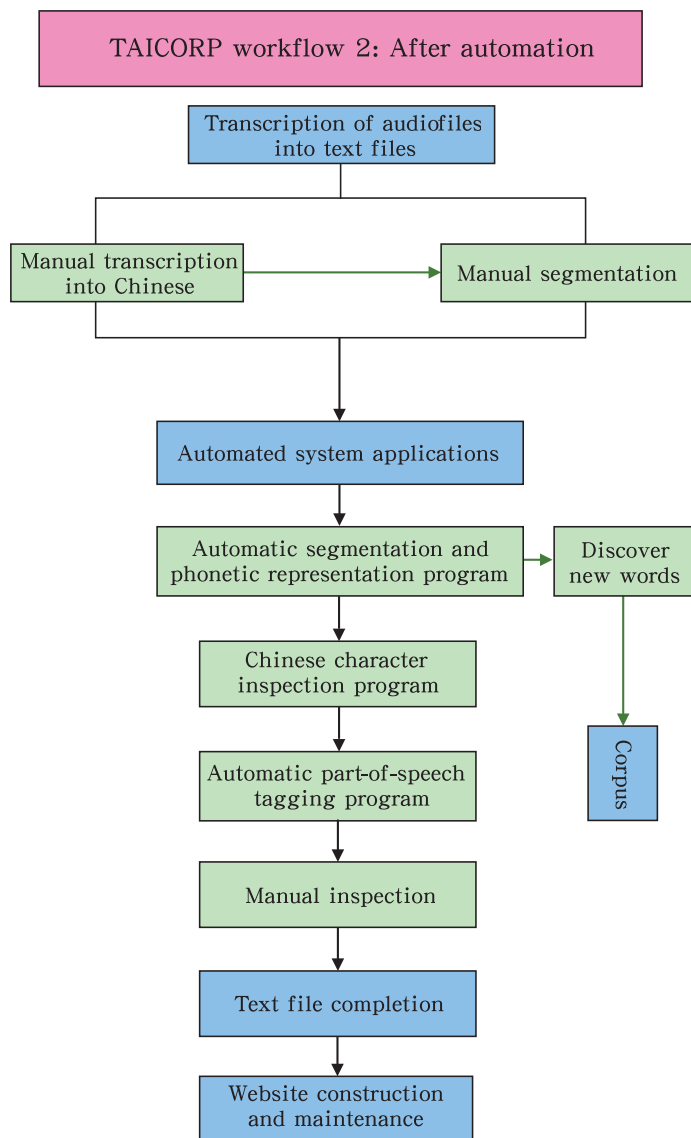 TAICORP workflow 2: After automation
Transcription of audiofiles
into text files
Manual transcription
into Chinese
Manual segmentation
Automated system applications
Automatic segmentation and
phonetic representation program
Discover
new words
Chinese character
inspection program
Corpus
Automatic part-of-speech
tagging program
Manual inspection
Text file completion
Website construction
and maintenance